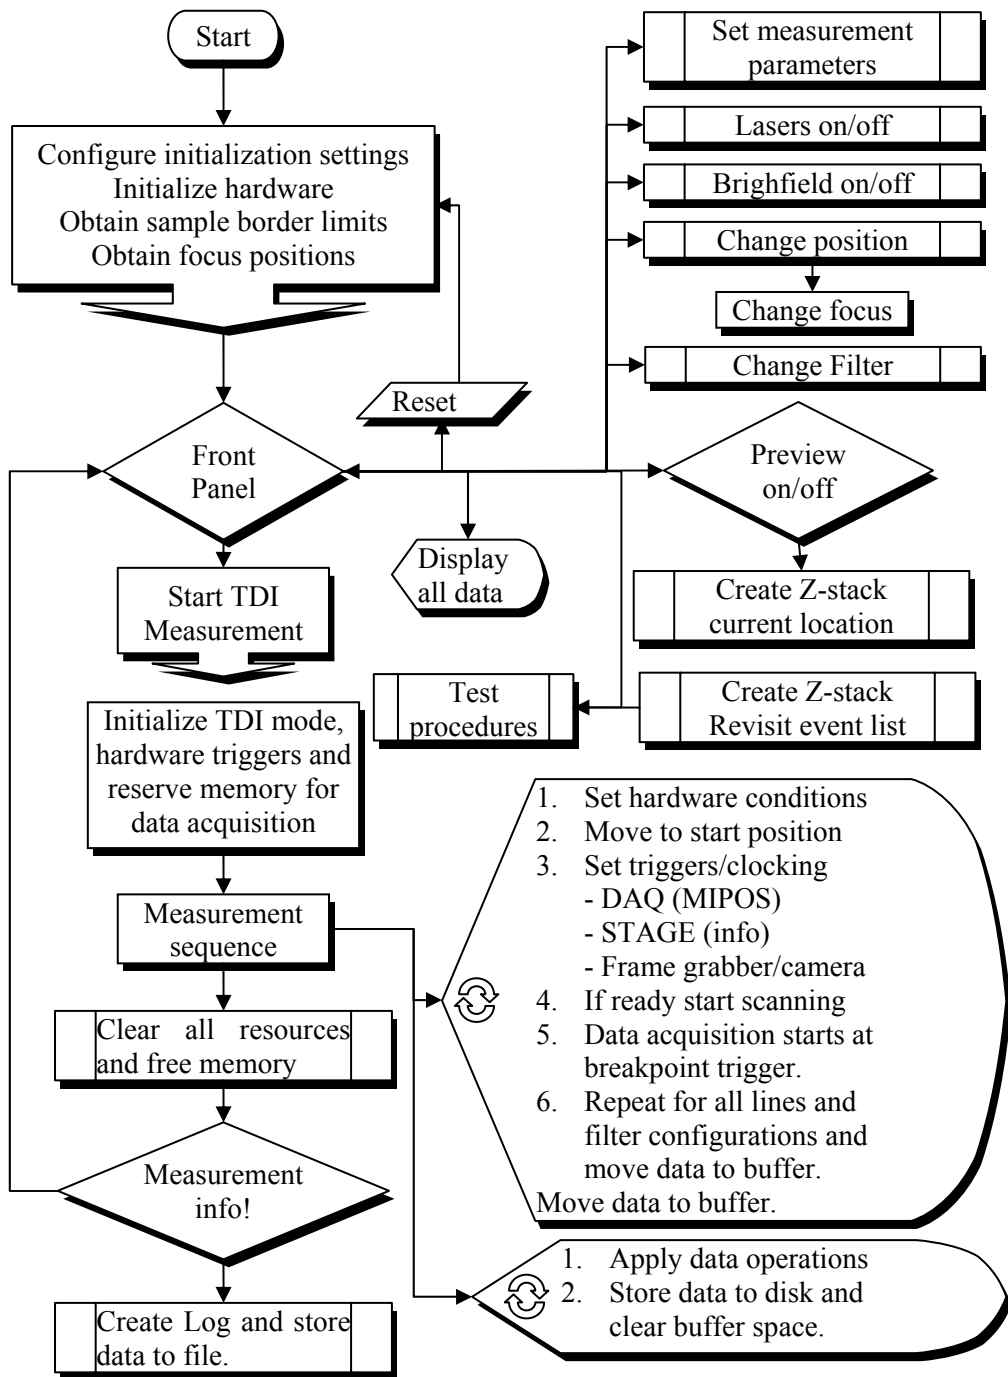 Start
Configure initialization settings
Initialize hardware
Obtain sample border limits
Obtain focus positions
Set measurement
parameters
Lasers on/off
Brighfield on/off
Change position
Change focus
Change Filter
Reset
Front
Panel
Preview
on/off
Display
all data
Start TDI
Measurement
Create Z-stack
current location
Test
procedures
Create Z-stack
Revisit event list
Initialize TDI mode,
hardware triggers and
reserve memory for
data acquisition
Measurement
sequence
Clear all resources
and free memory
Measurement
info!
Create Log and store
data to file.
1. Set hardware conditions
2. Move to start position
3. Set triggers/clocking
- DAQ (MIPOS)
- STAGE (info)
- Frame grabber/camera
4. If ready start scanning
5. Data acquisition starts at
breakpoint trigger.
6. Repeat for all lines and
filter configurations and
move data to buffer.
Move data to buffer.
1. Apply data operations
2. Store data to disk and
clear buffer space.